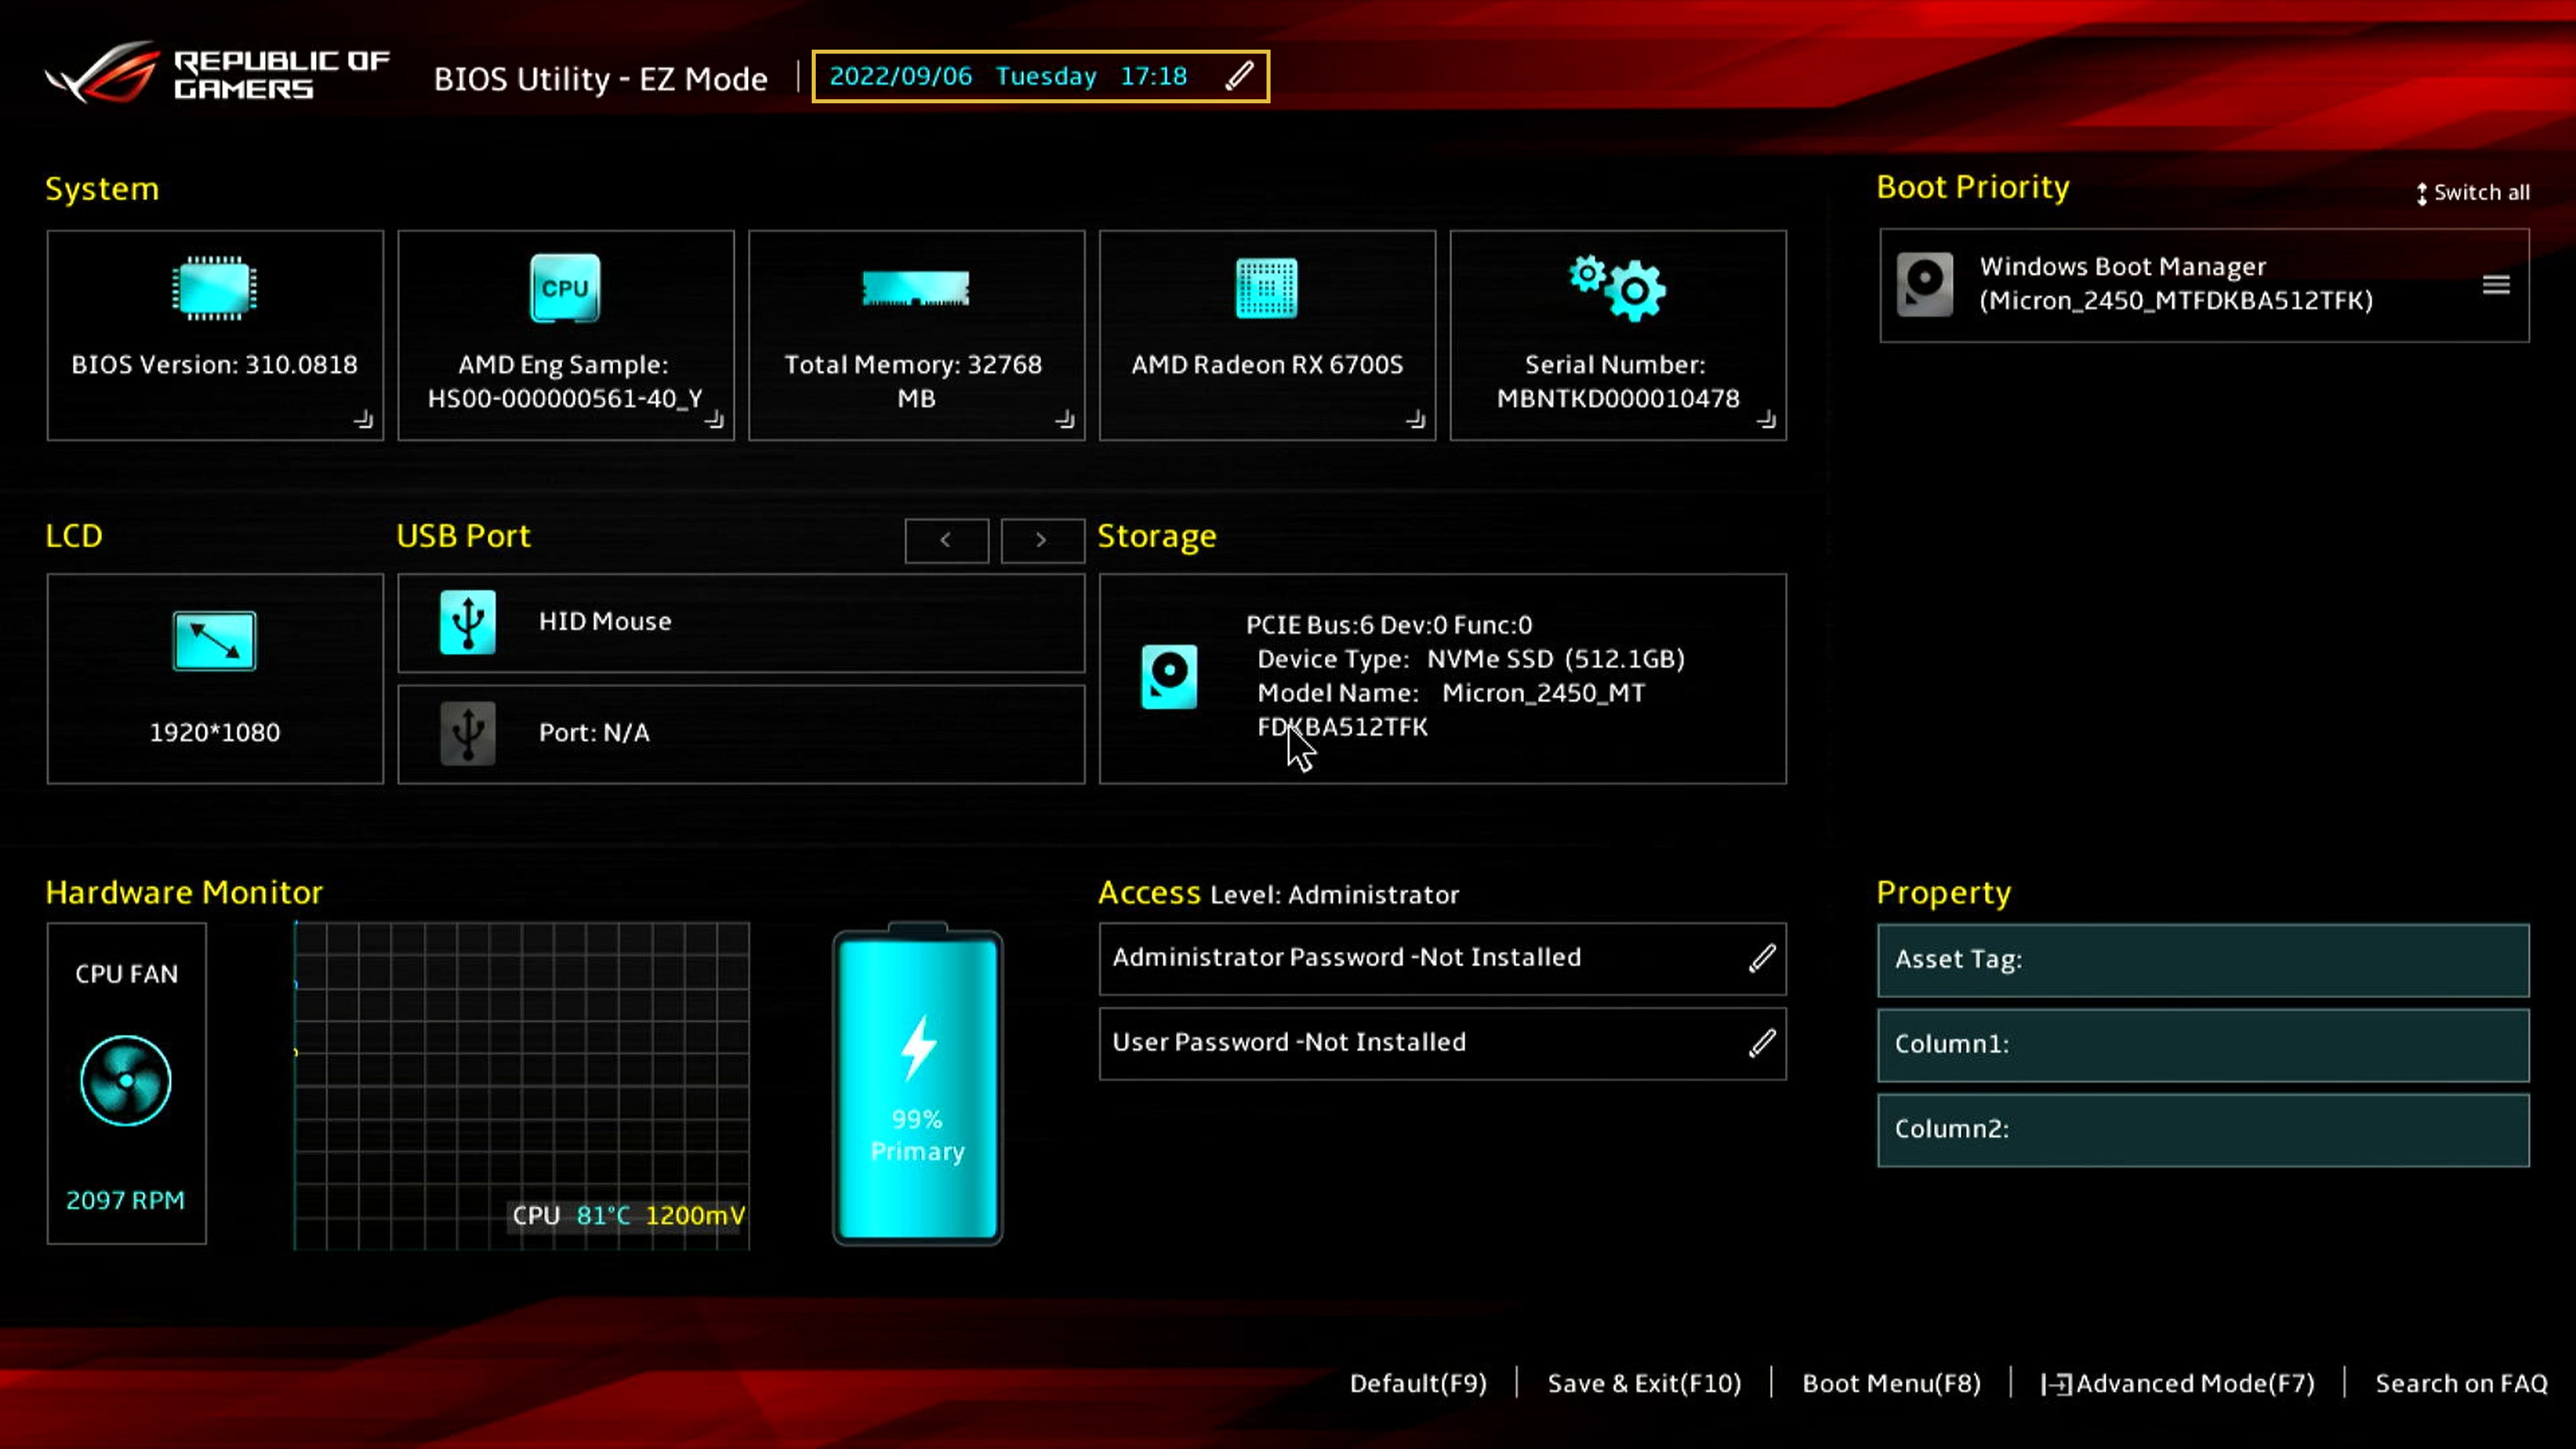 REPUBLIC OF
GAMERS
BIOS Utility - EZ Mode
2022/09/06 Tuesday 17:18
System
BIOS Version: 310.0818
CPU
AMD Eng Sample:
HS00-000000561-40_Y
Total Memory: 32768
MB
AMD Radeon RX 6700S
Serial Number:
MBNTKD000010478
Boot Priority
Switch all
Windows Boot Manager
(Micron_2450_MTFDKBA512TFK)
LCD
1920*1080
USB Port
< >
HID Mouse
Port: N/A
Storage
PCIE Bus:6 Dev:0 Func:0
Device Type: NVMe SSD (512.1GB)
Model Name: Micron_2450_MT
FDKBA512TFK
Hardware Monitor
CPU FAN
2097 RPM
CPU 81°C 1200mV
99%
Primary
Access Level: Administrator
Administrator Password -Not Installed
User Password -Not Installed
Property
Asset Tag:
Column1:
Column2:
Default(F9)
Save & Exit(F10)
Boot Menu(F8)
Advanced Mode(F7)
Search on FAQ